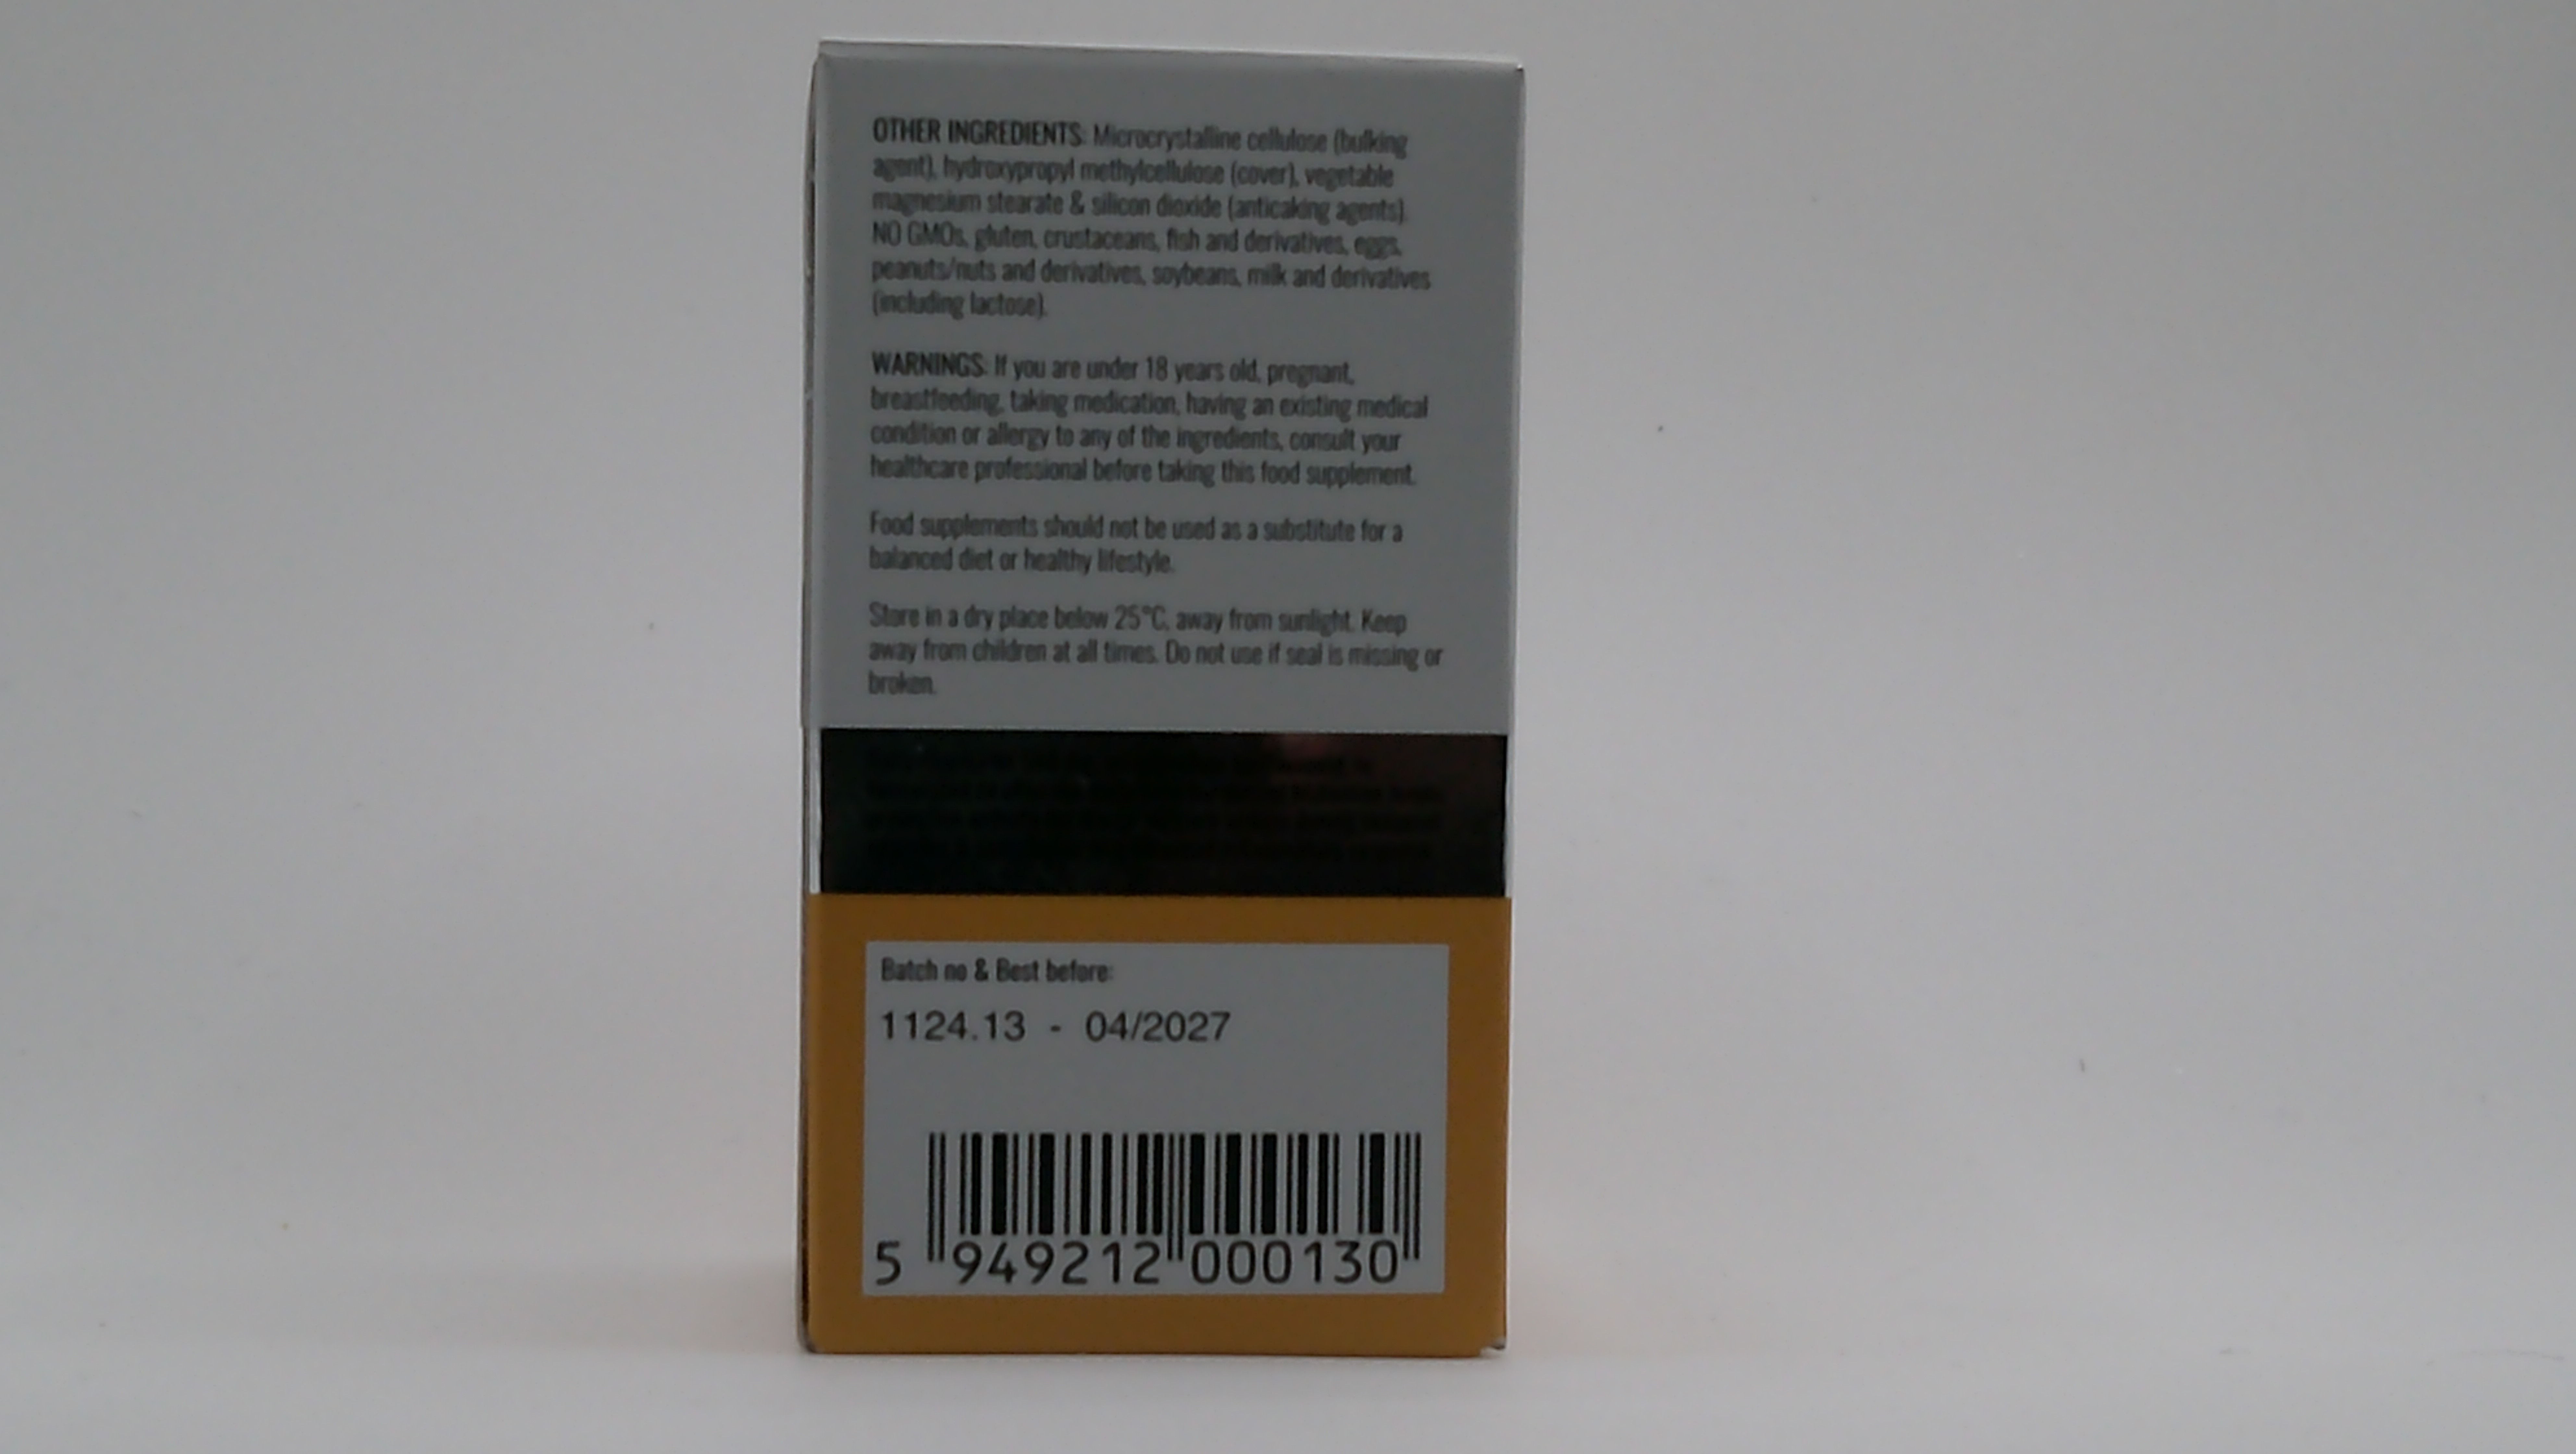 OTHER INGREDIENTS: Microcrystalline cellulose (bulking
agent), hydroxypropyl methylcellulose (cover), vegetable
magnesium stearate & silicon dioxide (anticaking agents).
NO GMOs, gluten, crustaceans, fish and derivatives, eggs,
peanuts/nuts and derivatives, soybeans, milk and derivatives
(including lactose).
WARNINGS: If you are under 18 years old, pregnant,
breastfeeding, taking medication, having an existing medical
condition or allergy to any of the ingredients, consult your
healthcare professional before taking this food supplement.
Food supplements should not be used as a substitute for a
balanced diet or healthy lifestyle.
Store in a dry place below 25°C, away from sunlight. Keep
away from children at all times. Do not use if seal is missing or
broken.
Batch no & Best before:
1124.13 - 04/2027
5 949212 000130